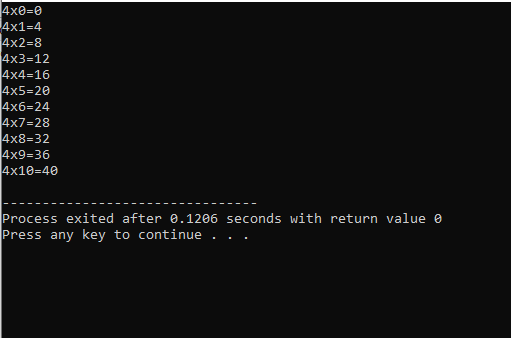 4x0=0
4x1=4
4x2=8
4x3=12
4x4=16
4x5=20
4x6=24
4x7=28
4x8=32
4x9=36
4x10=40
--------------------------------
Process exited after 0.1206 seconds with return value 0
Press any key to continue . . .